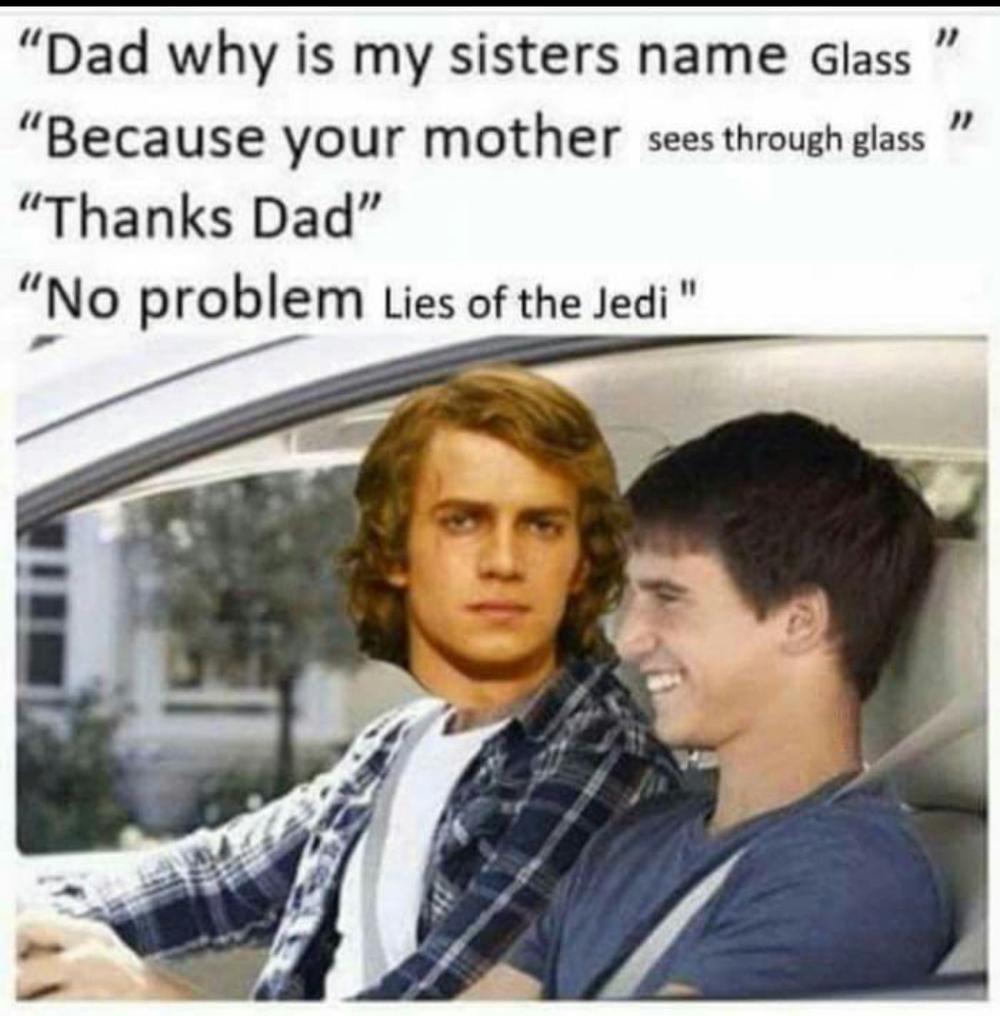 “Dad why is my sisters name Glass ”
“Because your mother sees through glass ”
“Thanks Dad”
“No problem Lies of the Jedi "